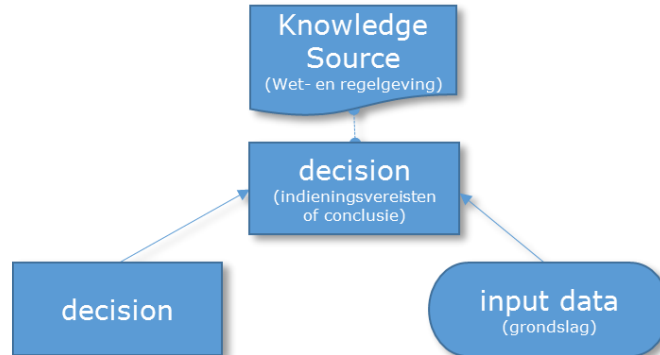 Knowledge
Source
(Wet- en regelgeving)
decision
(indieningsvereisten
of conclusie)
decision
input data
(grondslag)